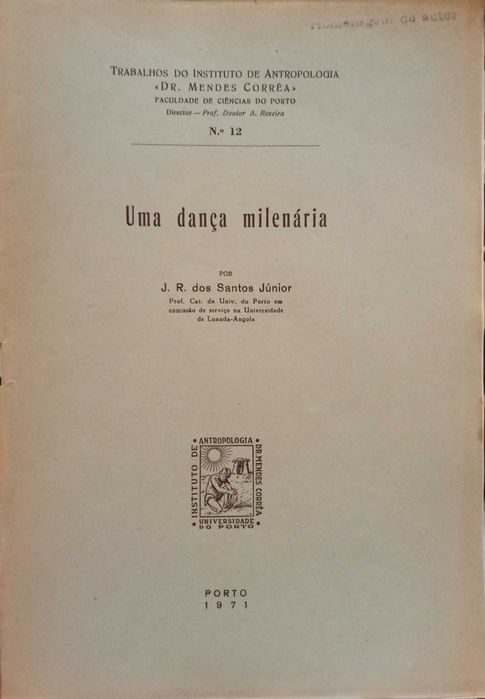 Homenagem do autor
TRABALHOS DO INSTITUTO DE ANTROPOLOGIA
«DR. MENDES CORRÊA»
FACULDADE DE CIÊNCIAS DO PORTO
Director — Prof. Doutor A. Rozeira
N.º 12
Uma dança milenária
POR
J. R. dos Santos Júnior
Prof. Cat. da Univ. do Porto em
comissão de serviço na Universidade
de Luanda-Angola
INSTITUTO DE
ANTROPOLOGIA
DR. MENDES CORRÊA
UNIVERSIDADE
DO PORTO
PORTO
1971